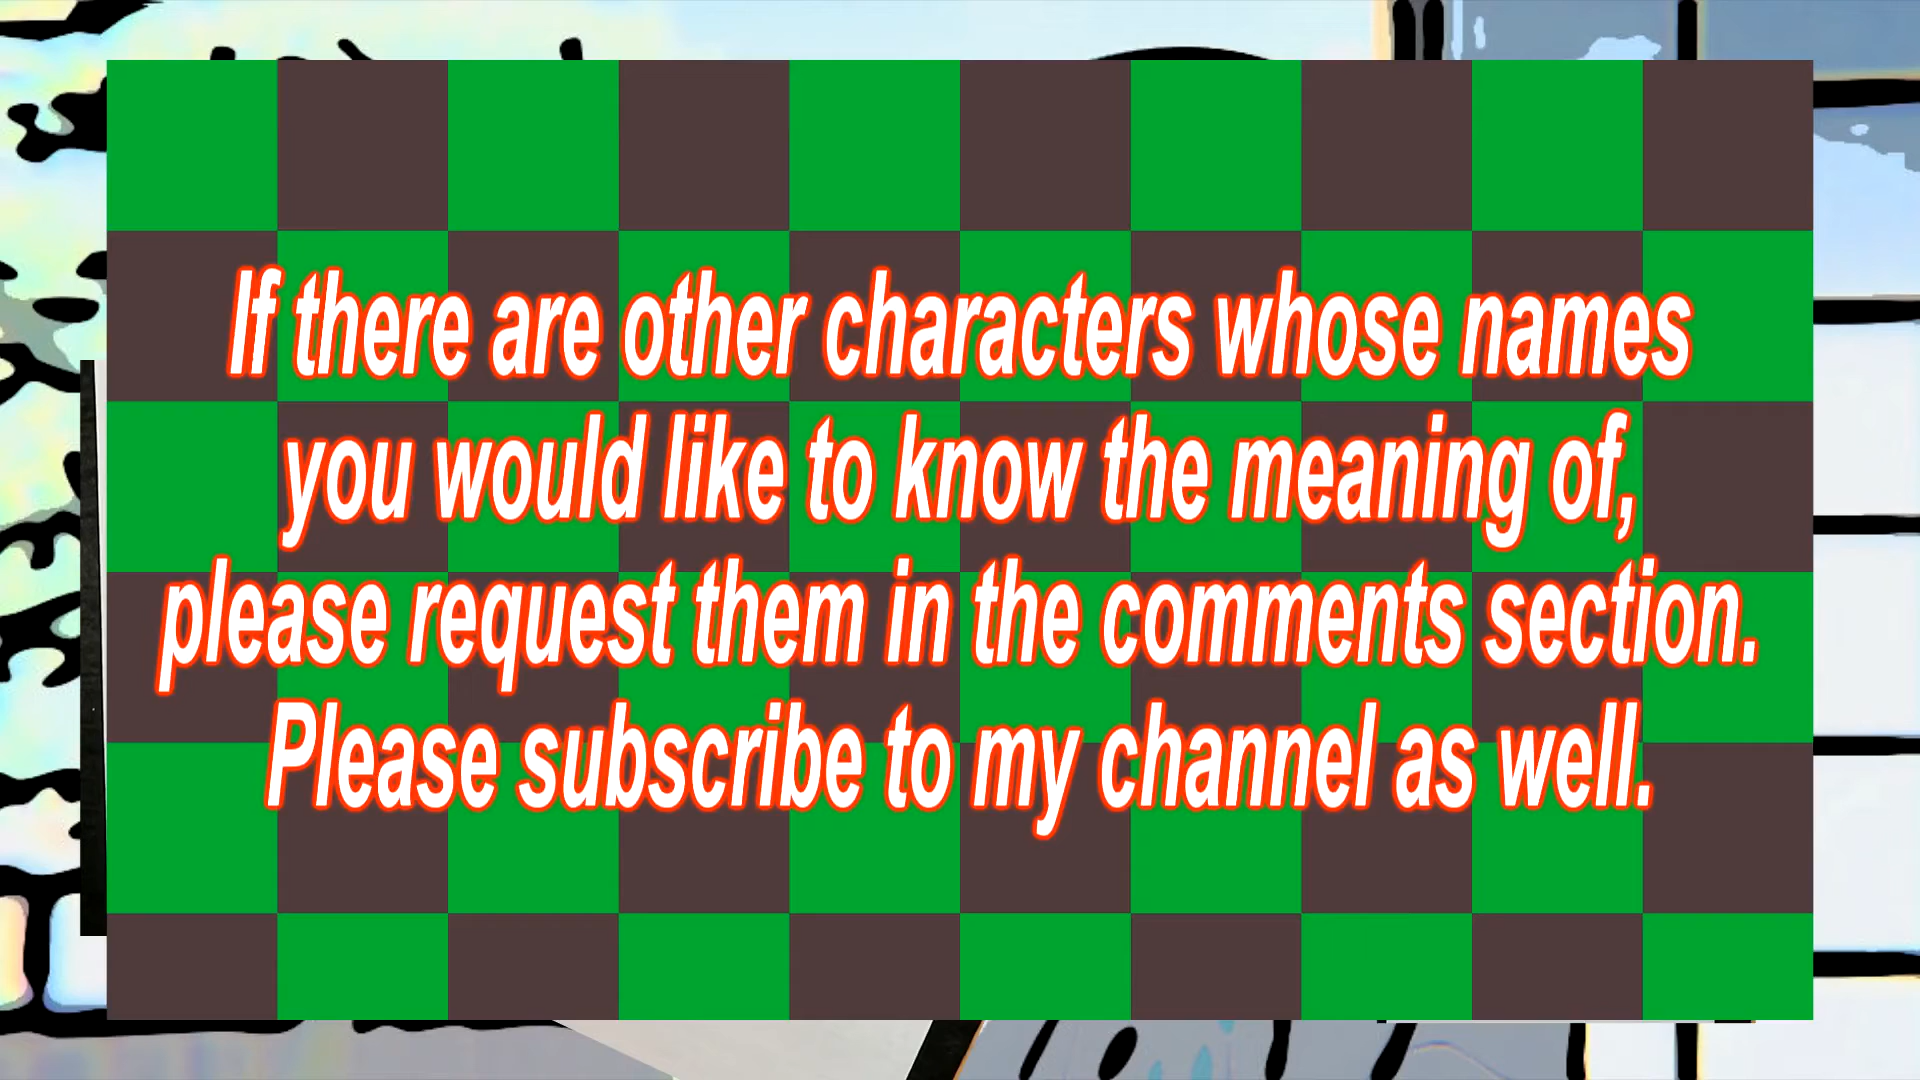 If there are other characters whose names
you would like to know the meaning of,
please request them in the comments section.
Please subscribe to my channel as well.